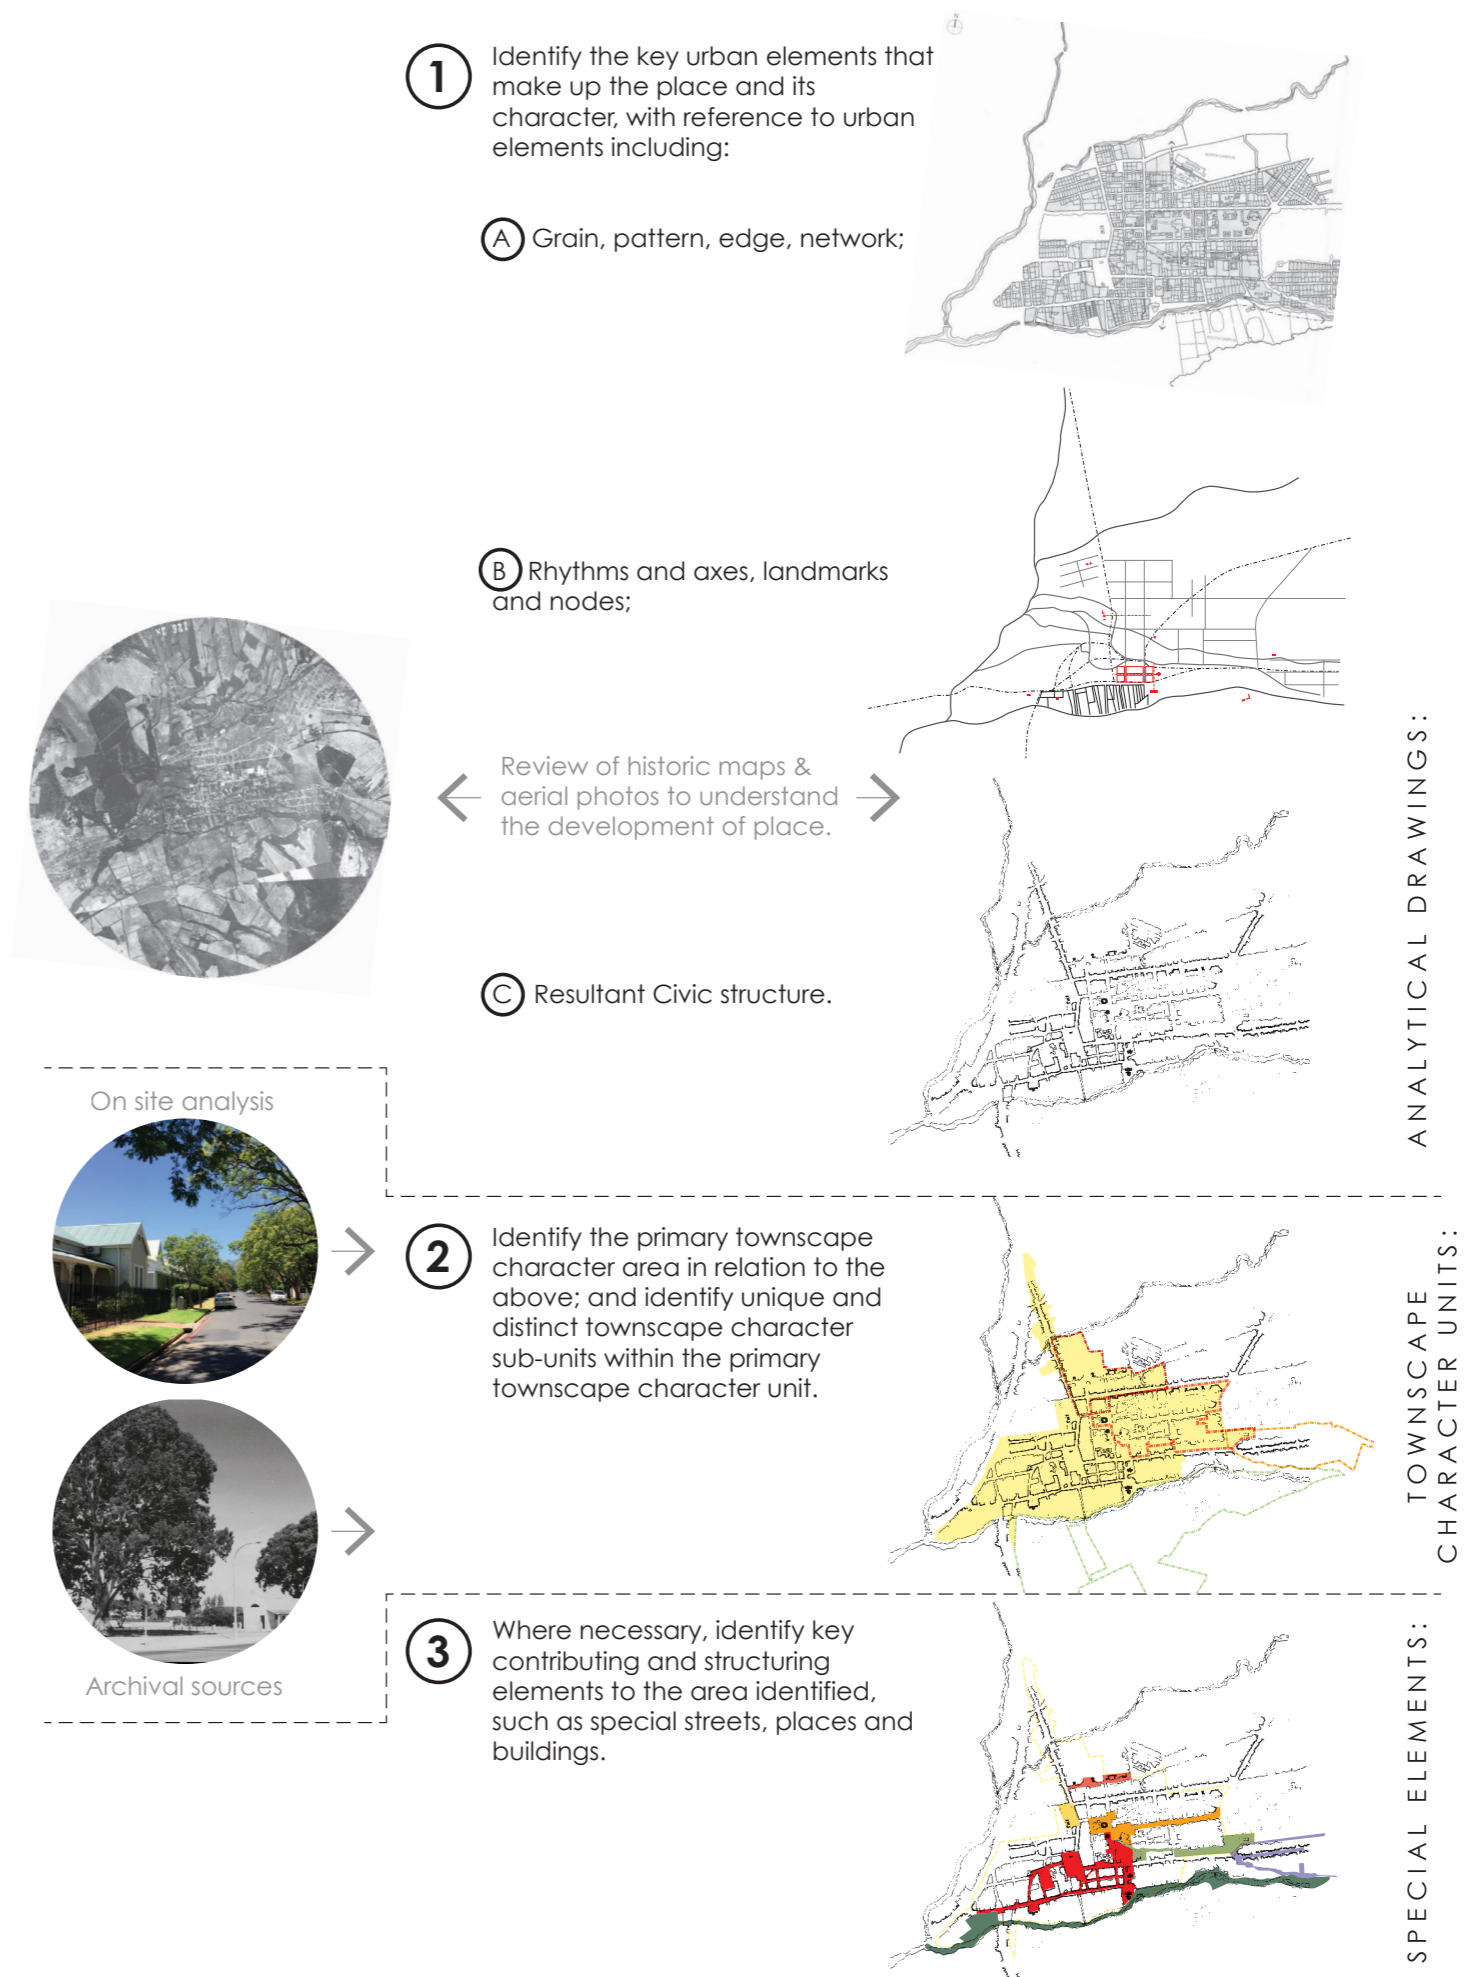 1
Identify the key urban elements that
make up the place and its
character, with reference to urban
elements including:
A Grain, pattern, edge, network;
B Rhythms and axes, landmarks
and nodes;
Review of historic maps &
aerial photos to understand
the development of place.
C Resultant Civic structure.
ANALYTICAL DRAWINGS:
On site analysis
2
Identify the primary townscape
character area in relation to the
above; and identify unique and
distinct townscape character
sub-units within the primary
townscape character unit.
TOWNSCAPE
CHARACTER UNITS:
Archival sources
3
Where necessary, identify key
contributing and structuring
elements to the area identified,
such as special streets, places and
buildings.
SPECIAL ELEMENTS:
N